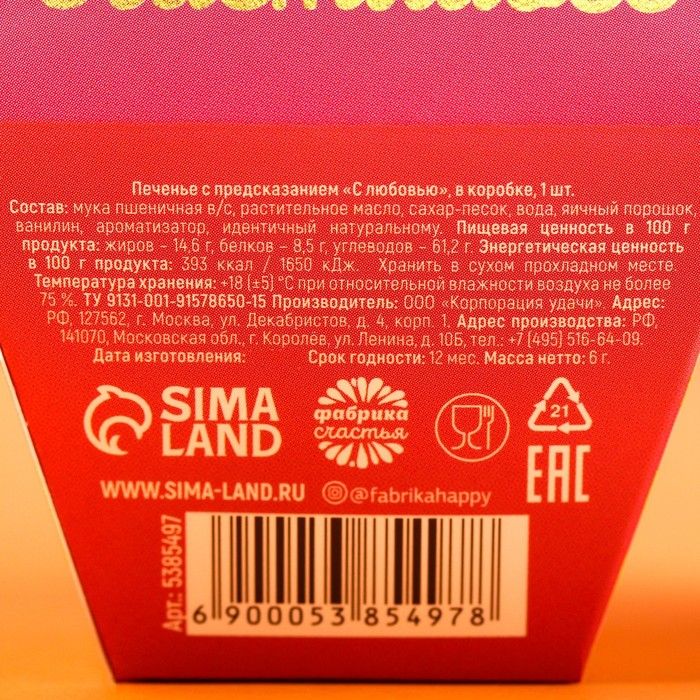 Печенье с предсказанием «С любовью», в коробке, 1 шт.
Состав: мука пшеничная в/с, растительное масло, сахар-песок, вода, яичный порошок
ванилин, ароматизатор, идентичный натуральному. Пищевая ценность в 100 г
продукта: жиров – 14,6 г, белков – 8,5 г, углеводов – 61,2 г. Энергетическая ценность
в 100 г продукта: 393 ккал / 1650 кДж. Хранить в сухом прохладном месте.
Температура хранения: +18 (±5) °С при относительной влажности воздуха не более
75 %. ТУ 9131-001-91578650-15 Производитель: ООО «Корпорация удачи» Адрес:
РФ, 127562, г. Москва, ул. Декабристов, д. 4, корп. 1. Адрес производства: РФ,
141070, Московская обл., г. Королёв, ул. Ленина, д. 10Б, тел.: +7 (495) 516-64-09.
Дата изготовления: Срок годности: 12 мес. Масса нетто: 6 г.
SIMA
LAND
фабрика
счастья
21
EAC
WWW.SIMA-LAND.RU @fabrikahappy
Арт.: 5385497
6 900053 854978